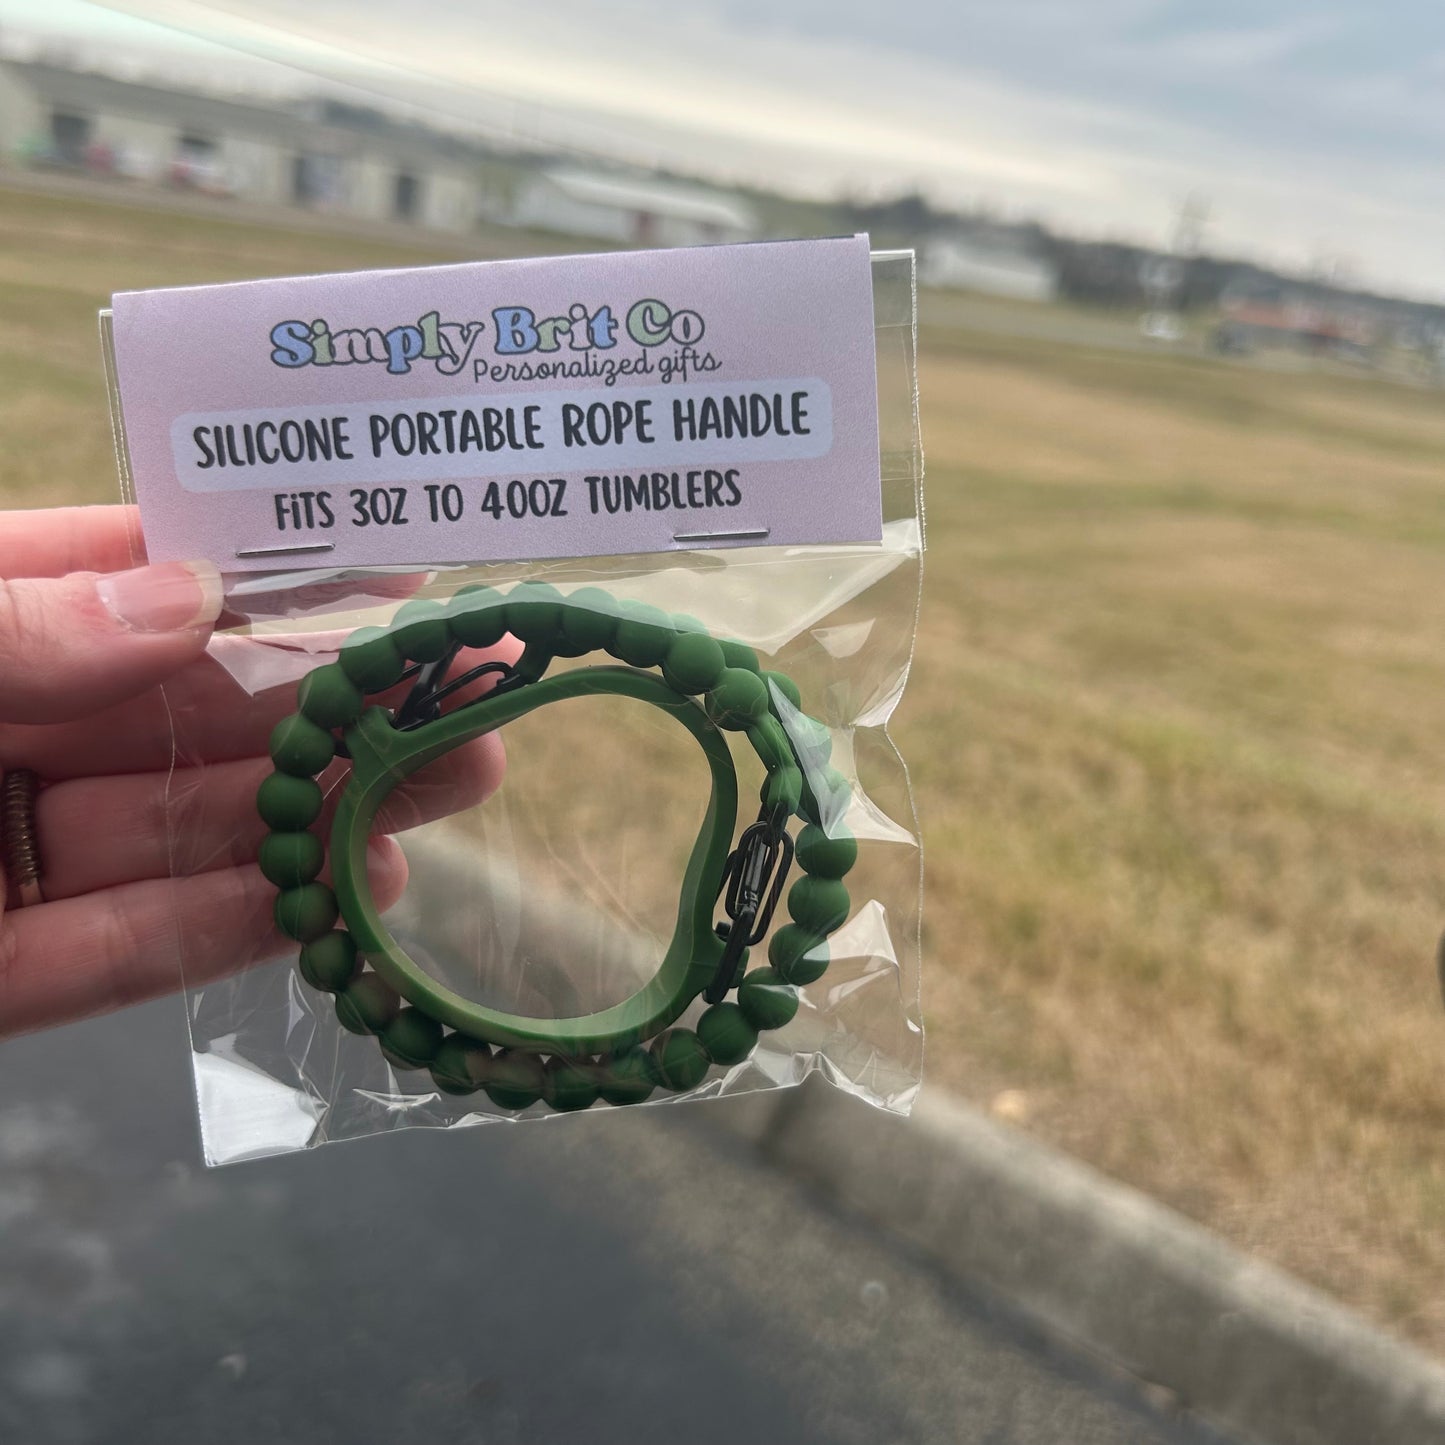 Simply Brit Co
Personalized gifts
SILICONE PORTABLE ROPE HANDLE
FiTS 3OZ TO 40OZ TUMBLERS